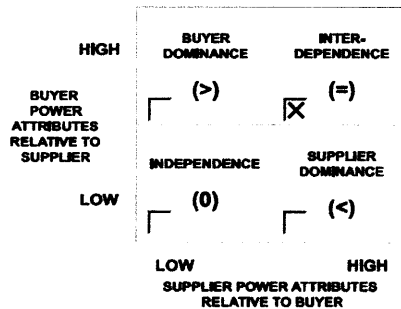 HIGH
BUYER
DOMINANCE
(>)
INTER-
DEPENDENCE
(=)
BUYER
POWER
ATTRIBUTES
RELATIVE TO
SUPPLIER
INDEPENDENCE
(0)
SUPPLIER
DOMINANCE
(<)
LOW
LOW
HIGH
SUPPLIER POWER ATTRIBUTES
RELATIVE TO BUYER